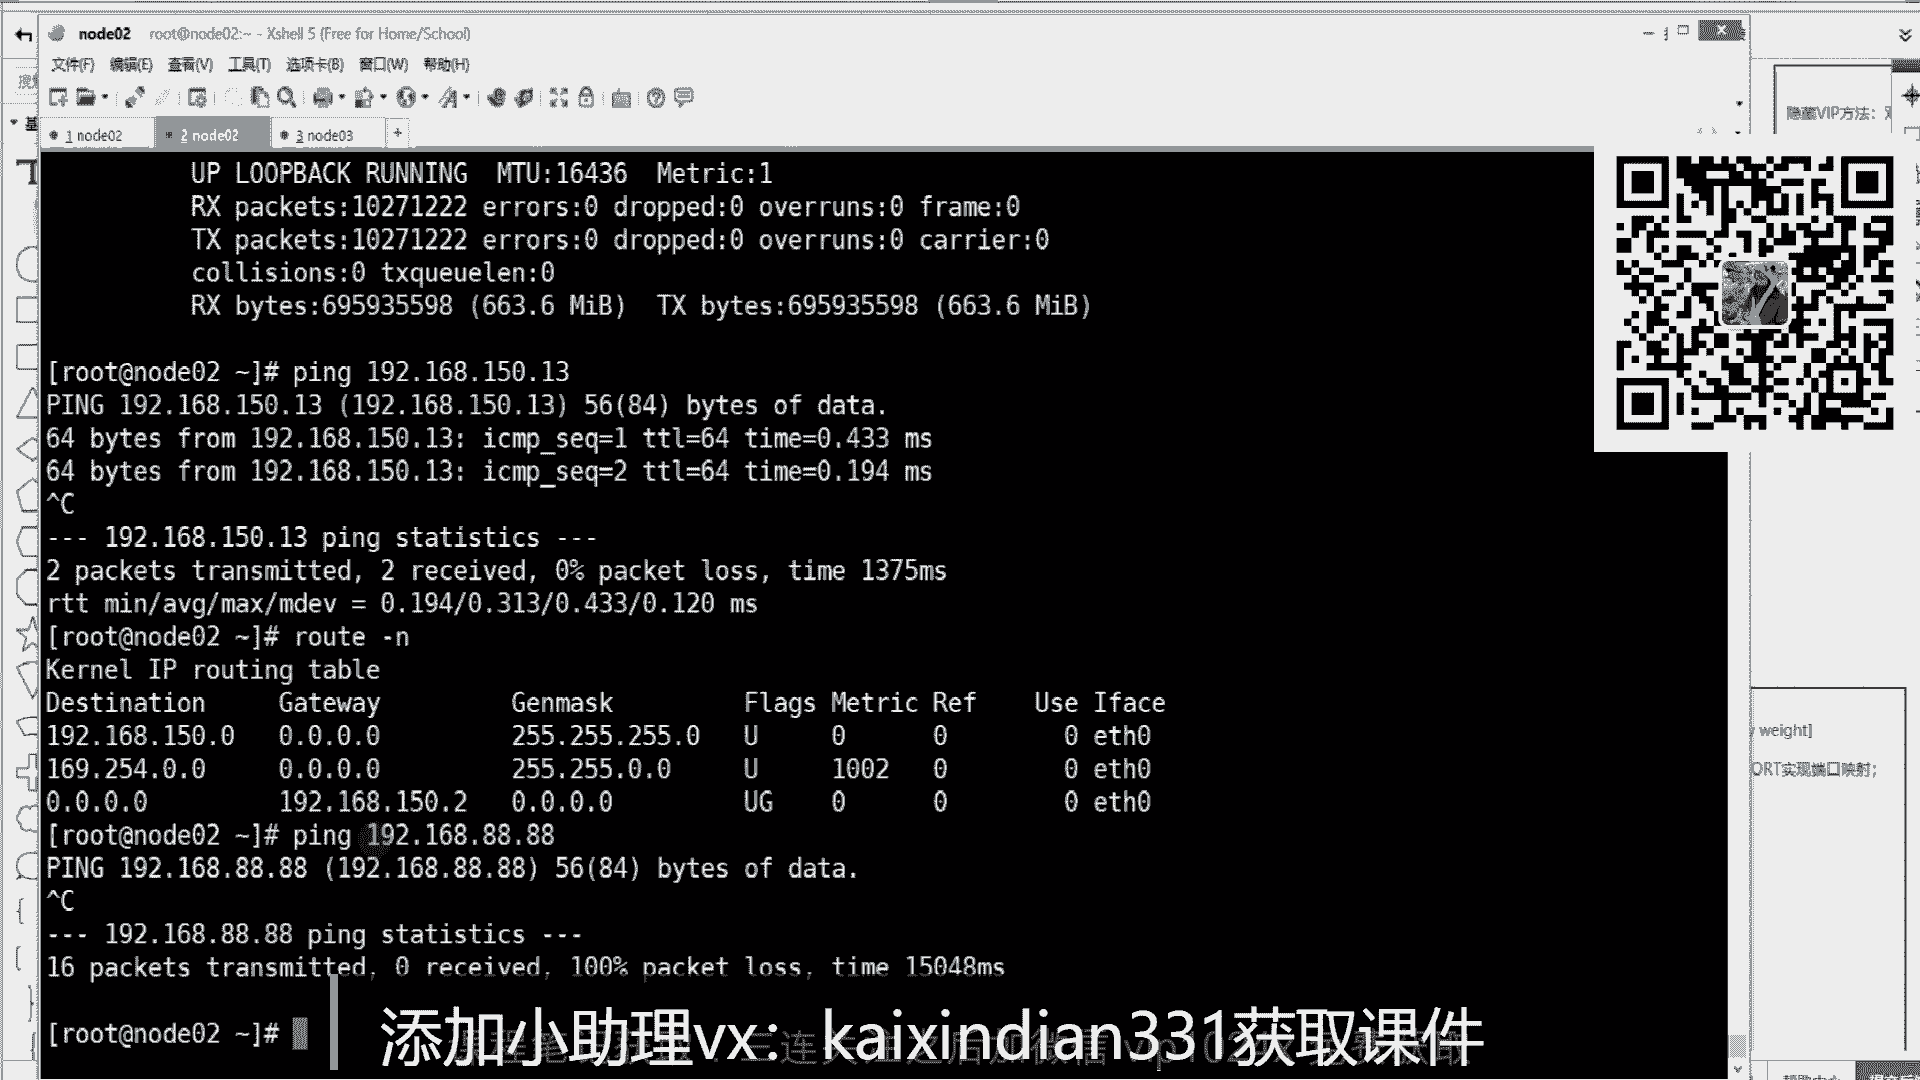 node02 root@node02:~ - Xshell 5 (Free for Home/School)
文件(F) 编辑(E) 查看(V) 工具(T) 选项卡(B) 窗口(W) 帮助(H)
1 node02 2 node02 3 node03 +
隐藏VIP方法：
UP LOOPBACK RUNNING  MTU:16436  Metric:1
RX packets:10271222 errors:0 dropped:0 overruns:0 frame:0
TX packets:10271222 errors:0 dropped:0 overruns:0 carrier:0
collisions:0 txqueuelen:0
RX bytes:695935598 (663.6 MiB)  TX bytes:695935598 (663.6 MiB)
[root@node02 ~]# ping 192.168.150.13
PING 192.168.150.13 (192.168.150.13) 56(84) bytes of data.
64 bytes from 192.168.150.13: icmp_seq=1 ttl=64 time=0.433 ms
64 bytes from 192.168.150.13: icmp_seq=2 ttl=64 time=0.194 ms
^C
--- 192.168.150.13 ping statistics ---
2 packets transmitted, 2 received, 0% packet loss, time 1375ms
rtt min/avg/max/mdev = 0.194/0.313/0.433/0.120 ms
[root@node02 ~]# route -n
Kernel IP routing table
Destination     Gateway         Genmask         Flags Metric Ref    Use Iface
192.168.150.0   0.0.0.0         255.255.255.0   U     0      0        0 eth0
169.254.0.0     0.0.0.0         255.255.0.0     U     1002   0        0 eth0
0.0.0.0         192.168.150.2   0.0.0.0         UG    0      0        0 eth0
[root@node02 ~]# ping 192.168.88.88
PING 192.168.88.88 (192.168.88.88) 56(84) bytes of data.
^C
--- 192.168.88.88 ping statistics ---
16 packets transmitted, 0 received, 100% packet loss, time 15048ms
[root@node02 ~]#
weight]
ORT实现端口映射;
添加小助理vx：kaixindian331获取课件